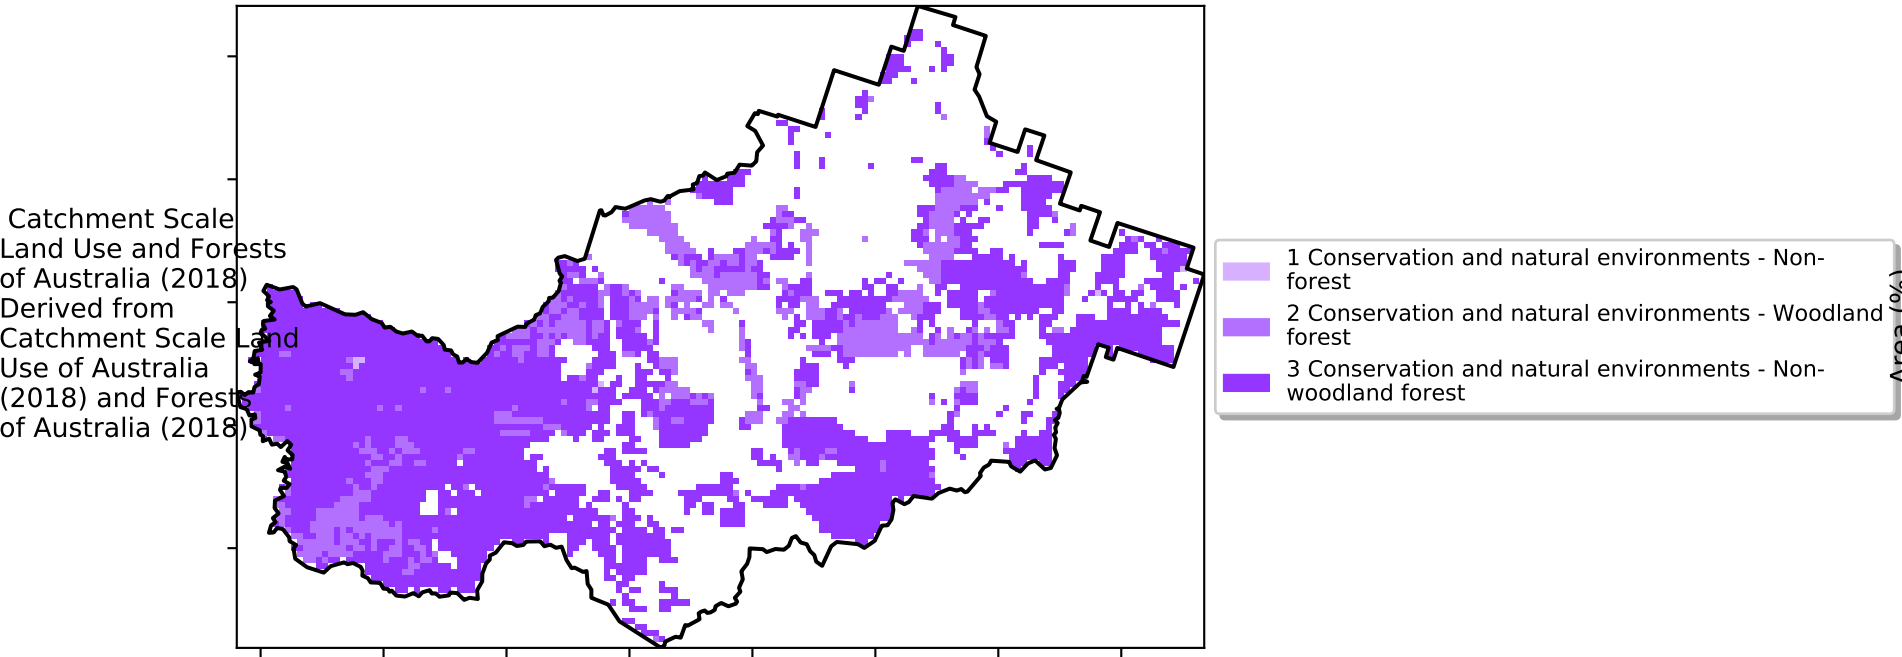 Catchment Scale
Land Use and Forests
of Australia (2018)
Derived from
Catchment Scale Land
Use of Australia
(2018) and Forests
of Australia (2018)
1 Conservation and natural environments - Non-
forest
2 Conservation and natural environments - Woodland
forest
3 Conservation and natural environments - Non-
woodland forest
Area (%)